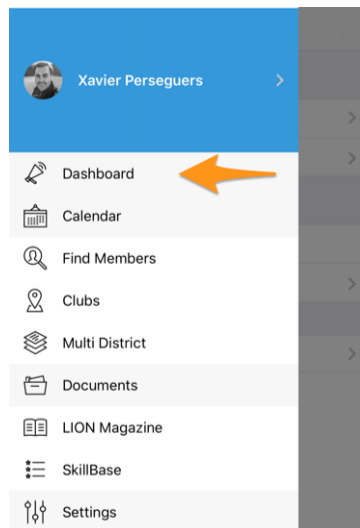 Xavier Perseguers
Dashboard
Calendar
Find Members
Clubs
Multi District
Documents
LION Magazine
SkillBase
Settings